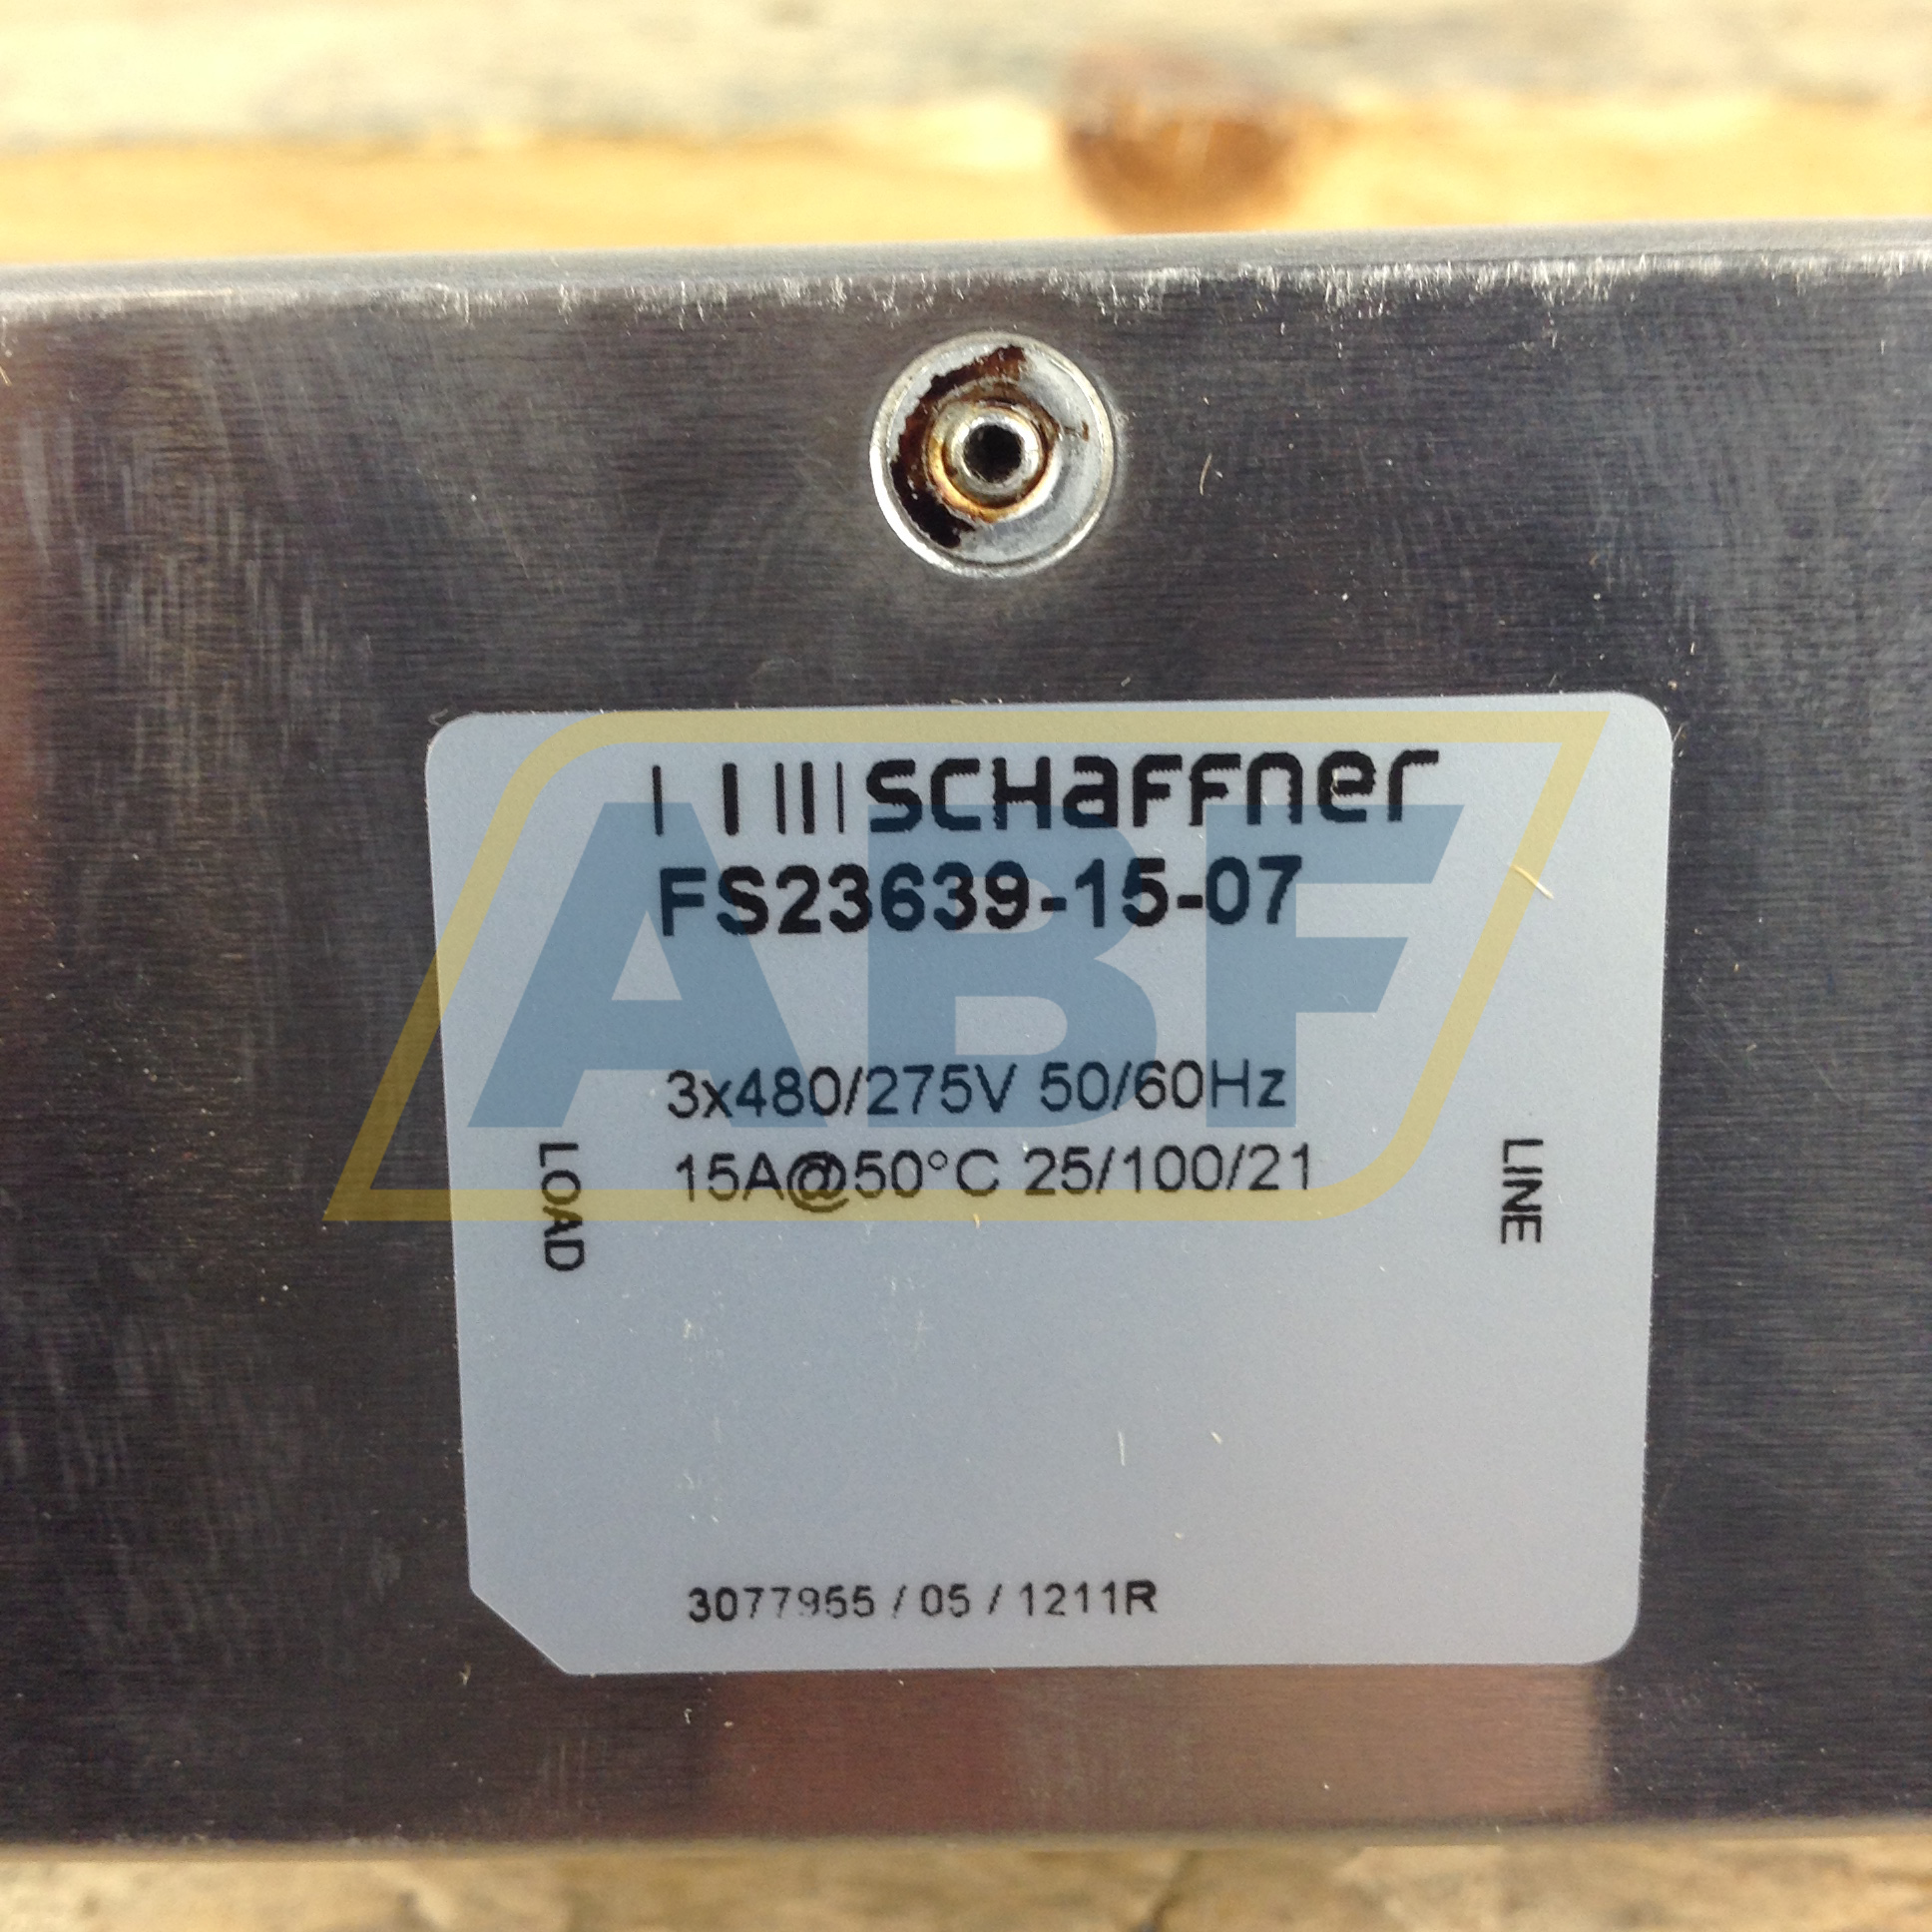 SCHAFFNER
FS23639-15-07
3x480/275V 50/60Hz
15A@50°C 25/100/21
LOAD
LINE
3077955 / 05 / 1211R
ABF